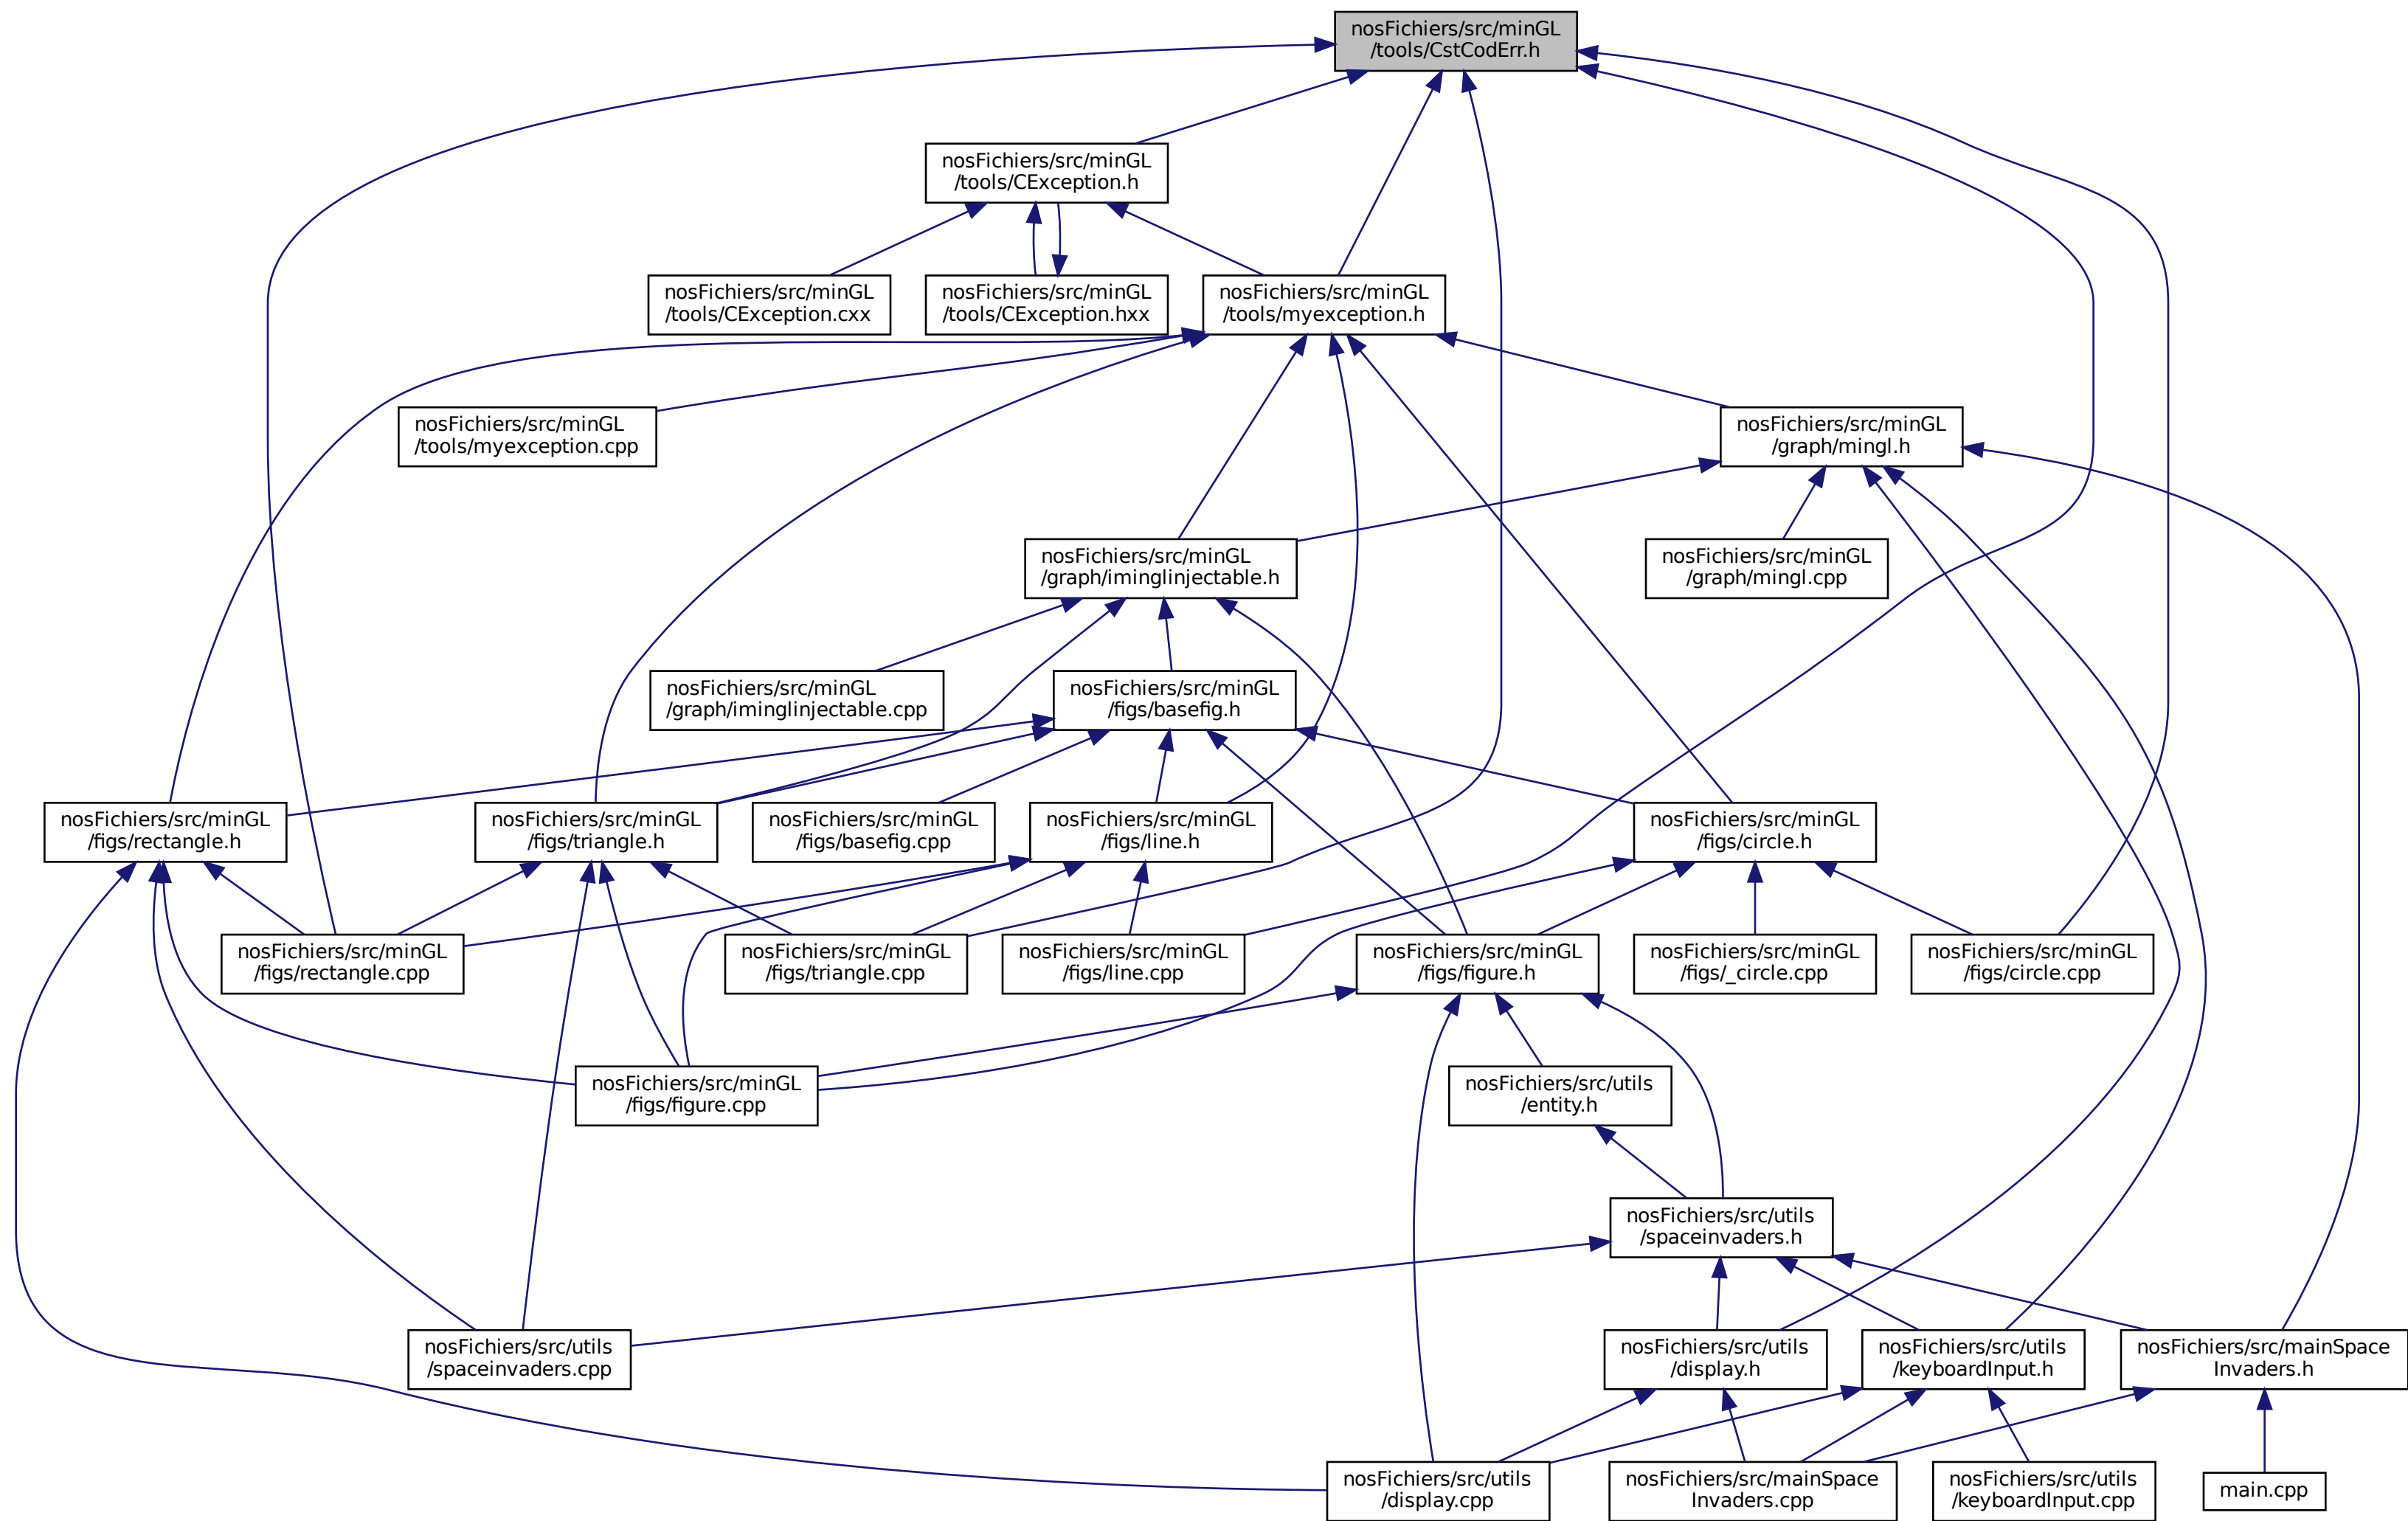 nosFichiers/src/minGL
/tools/CstCodErr.h
nosFichiers/src/minGL
/tools/CException.h
nosFichiers/src/minGL
/tools/CException.cxx
nosFichiers/src/minGL
/tools/CException.hxx
nosFichiers/src/minGL
/tools/myexception.h
nosFichiers/src/minGL
/tools/myexception.cpp
nosFichiers/src/minGL
/graph/mingl.h
nosFichiers/src/minGL
/graph/iminglinjectable.h
nosFichiers/src/minGL
/graph/mingl.cpp
nosFichiers/src/minGL
/graph/iminglinjectable.cpp
nosFichiers/src/minGL
/figs/basefig.h
nosFichiers/src/minGL
/figs/rectangle.h
nosFichiers/src/minGL
/figs/triangle.h
nosFichiers/src/minGL
/figs/basefig.cpp
nosFichiers/src/minGL
/figs/line.h
nosFichiers/src/minGL
/figs/circle.h
nosFichiers/src/minGL
/figs/rectangle.cpp
nosFichiers/src/minGL
/figs/triangle.cpp
nosFichiers/src/minGL
/figs/line.cpp
nosFichiers/src/minGL
/figs/figure.h
nosFichiers/src/minGL
/figs/_circle.cpp
nosFichiers/src/minGL
/figs/circle.cpp
nosFichiers/src/minGL
/figs/figure.cpp
nosFichiers/src/utils
/entity.h
nosFichiers/src/utils
/spaceinvaders.h
nosFichiers/src/utils
/spaceinvaders.cpp
nosFichiers/src/utils
/display.h
nosFichiers/src/utils
/keyboardInput.h
nosFichiers/src/mainSpace
Invaders.h
nosFichiers/src/utils
/display.cpp
nosFichiers/src/mainSpace
Invaders.cpp
nosFichiers/src/utils
/keyboardInput.cpp
main.cpp